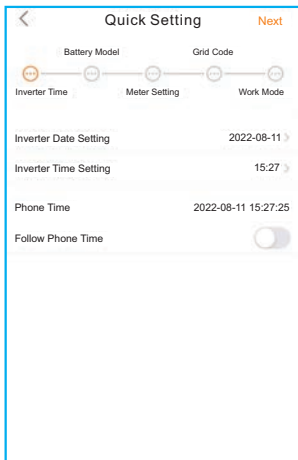 Quick Setting Next
Battery Model Grid Code
Inverter Time Meter Setting Work Mode
Inverter Date Setting 2022-08-11
Inverter Time Setting 15:27
Phone Time 2022-08-11 15:27:25
Follow Phone Time